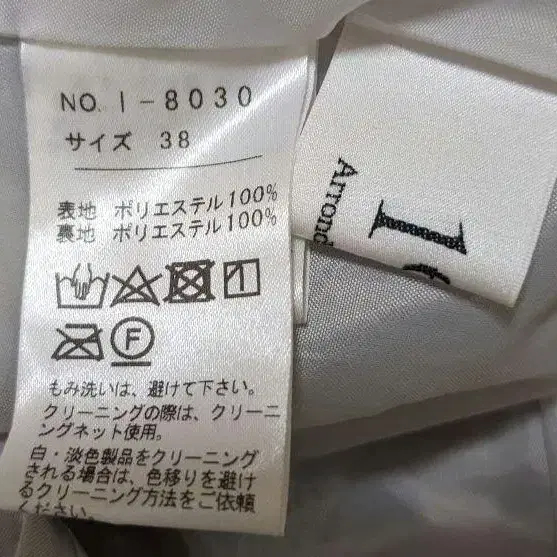 NO. I-8030
サイズ 38
表地 ポリエステル100%
裏地 ポリエステル100%
F
もみ洗いは、避けて下さい。
クリーニングの際は、クリーニ
ングネット使用。
白・淡色製品をクリーニング
される場合は、色移りを避け
るクリーニング方法をご依頼
ください。
Arrond